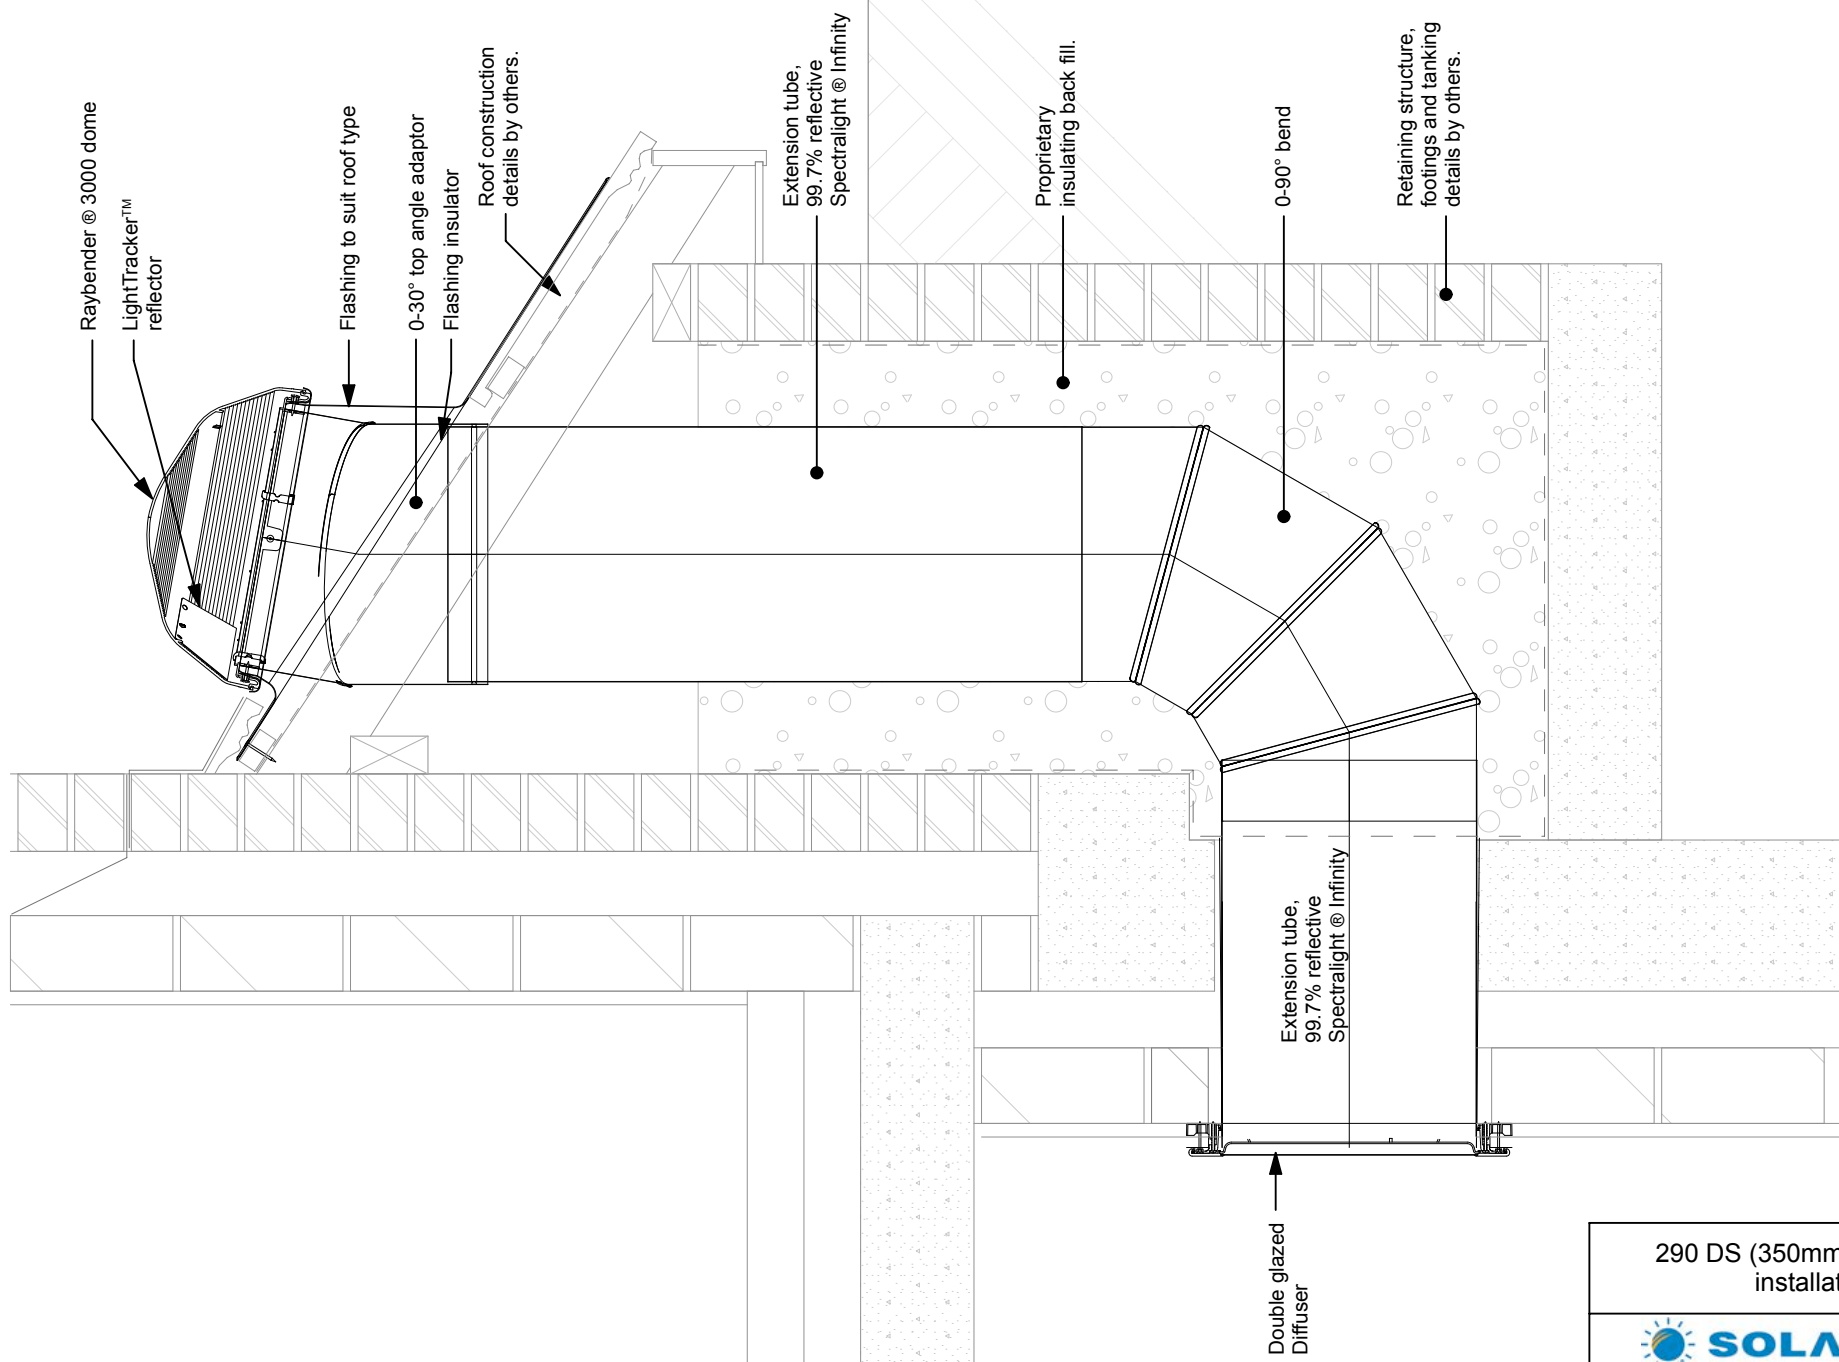 Raybender ® 3000 dome
LightTracker™
reflector
Flashing to suit roof type
0-30° top angle adaptor
Flashing insulator
Roof construction
details by others.
Extension tube,
99.7% reflective
Spectralight ® Infinity
Proprietary
insulating back fill.
0-90° bend
Retaining structure,
footings and tanking
details by others.
Extension tube,
99.7% reflective
Spectralight ® Infinity
Double glazed
Diffuser
290 DS (350mm
installat
SOLA